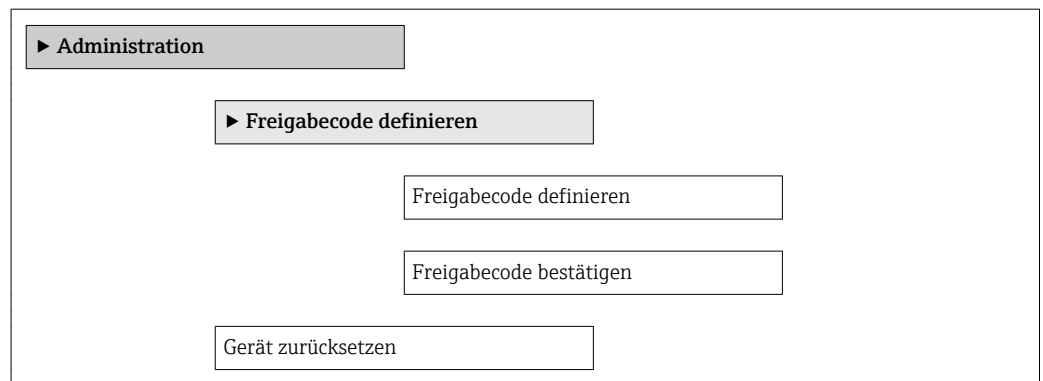 ▶ Administration
▶ Freigabecode definieren
Freigabecode definieren
Freigabecode bestätigen
Gerät zurücksetzen